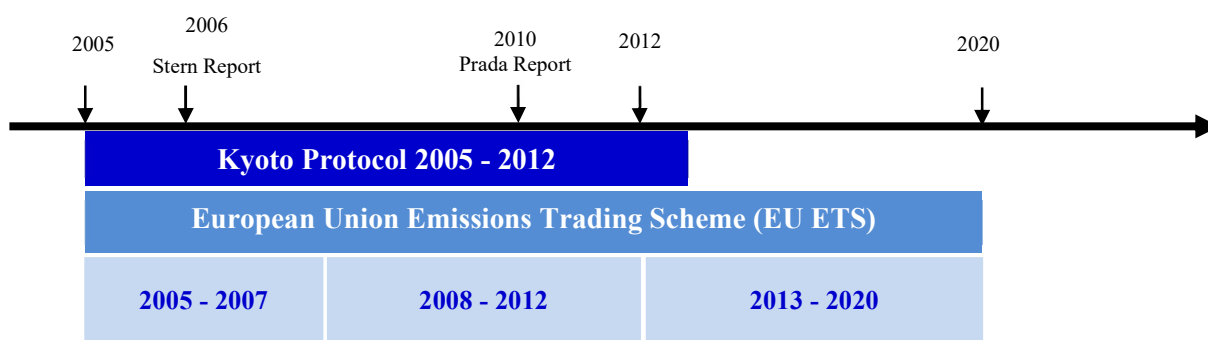 2005
2006
Stern Report
2010
Prada Report
2012
2020
Kyoto Protocol 2005 - 2012
European Union Emissions Trading Scheme (EU ETS)
2005 - 2007
2008 - 2012
2013 - 2020